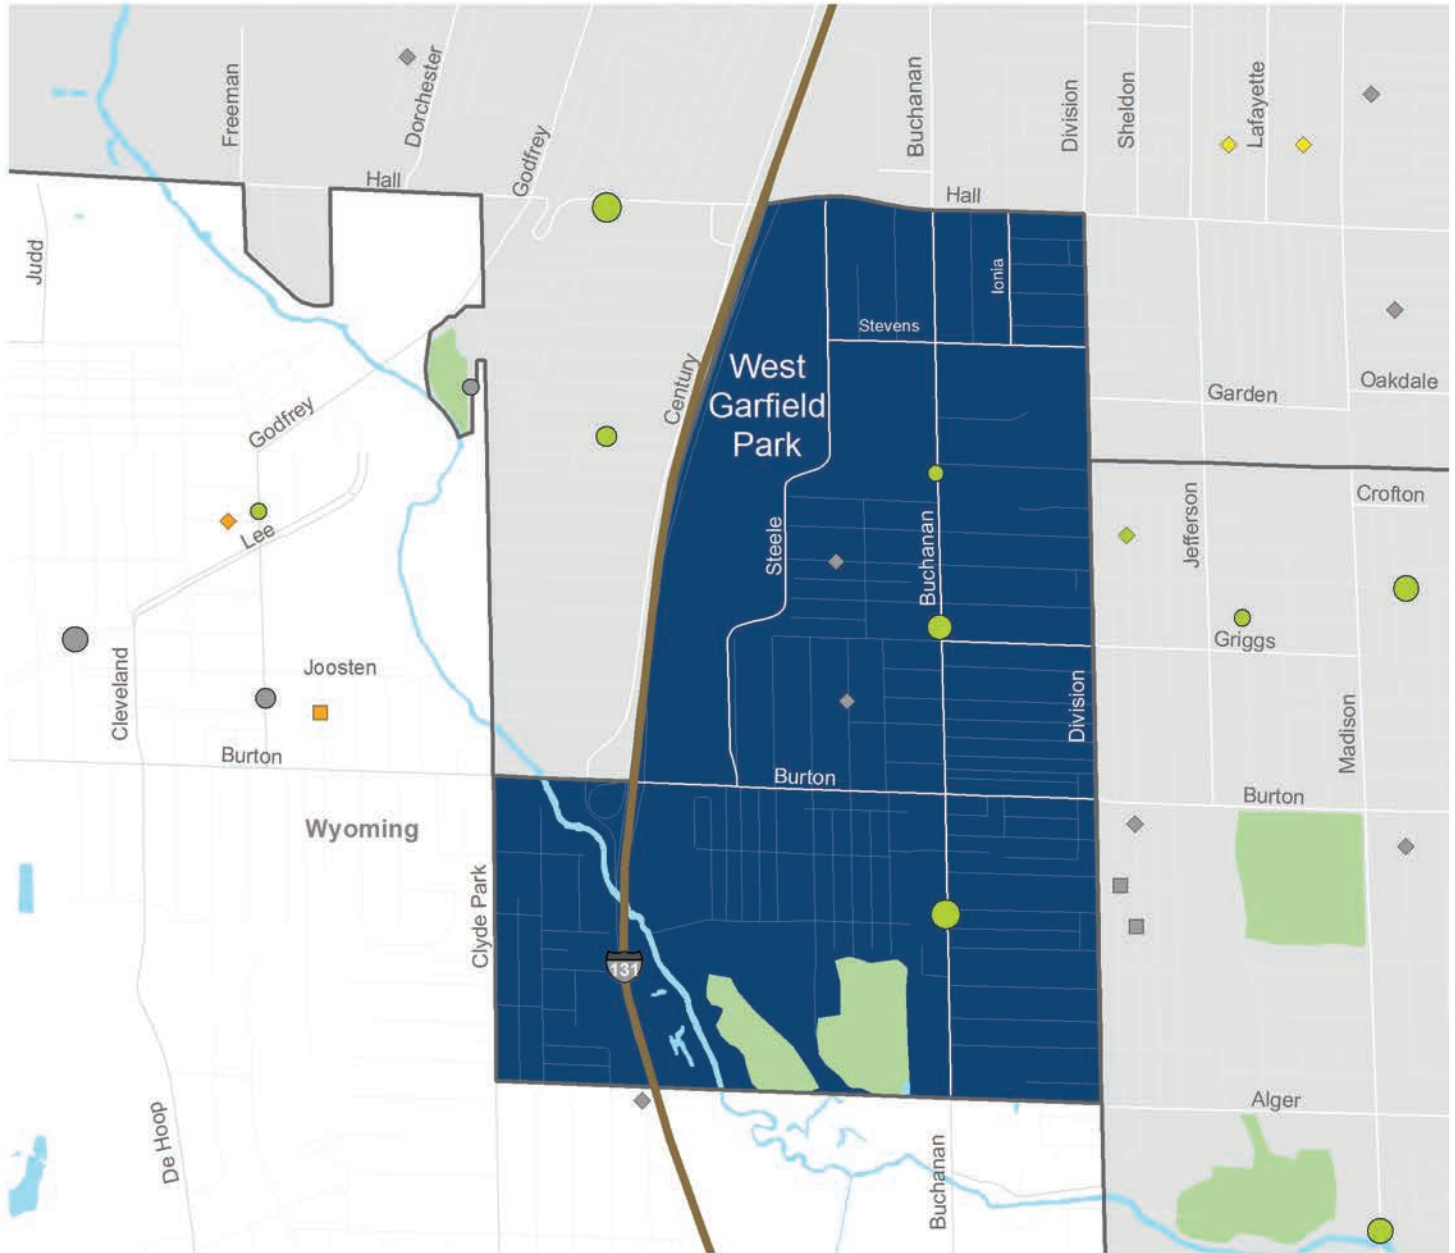 Freeman
Dorchester
Godfrey
Buchanan
Division
Sheldon
Lafayette
Hall
Hall
Judd
Ionia
Stevens
Century
West
Garfield
Park
Garden
Oakdale
Godfrey
Lee
Steele
Buchanan
Jefferson
Crofton
Griggs
Cleveland
Joosten
Division
Madison
Burton
Burton
Burton
Wyoming
Clyde Park
131
De Hoop
Buchanan
Alger